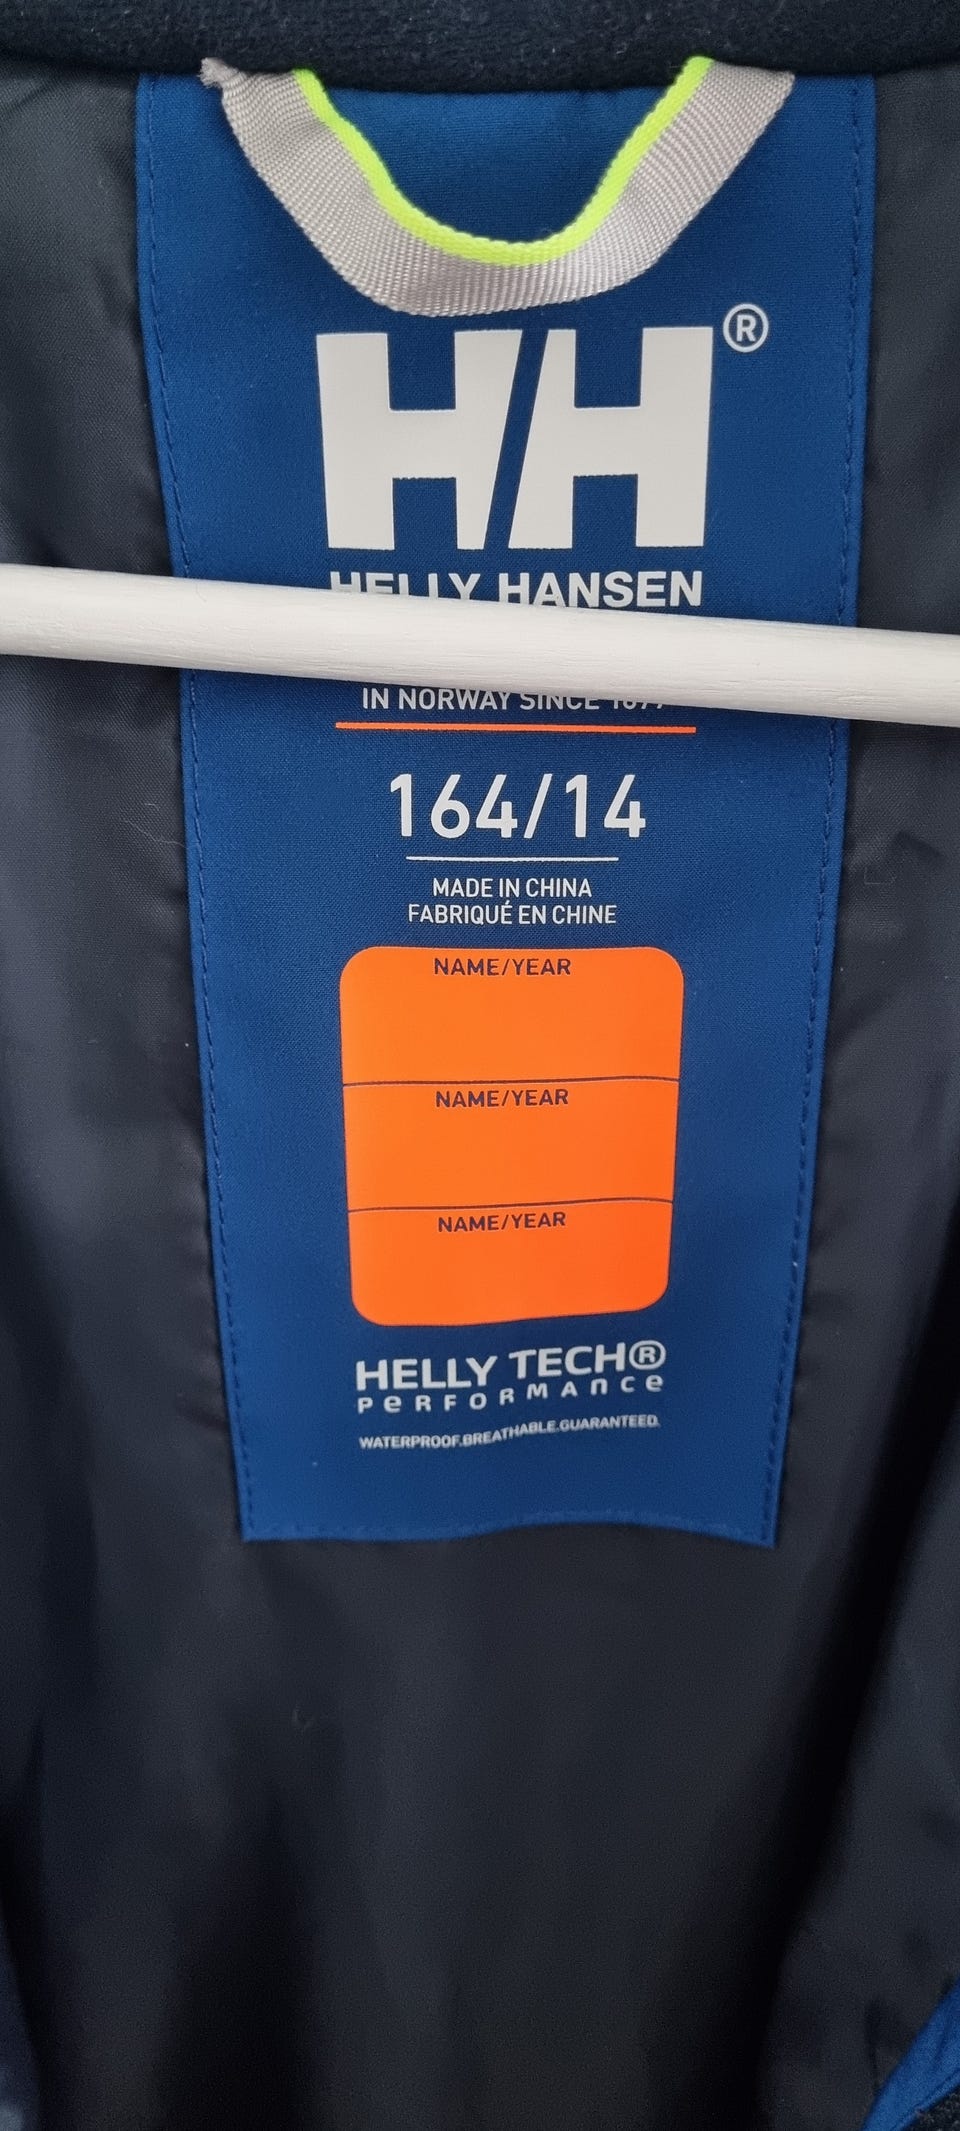 HH®
HELLY HANSEN
IN NORWAY SINCE 1877
164/14
MADE IN CHINA
FABRIQUÉ EN CHINE
NAME/YEAR
NAME/YEAR
NAME/YEAR
HELLY TECH®
PERFORMANCE
WATERPROOF.BREATHABLE.GUARANTEED.